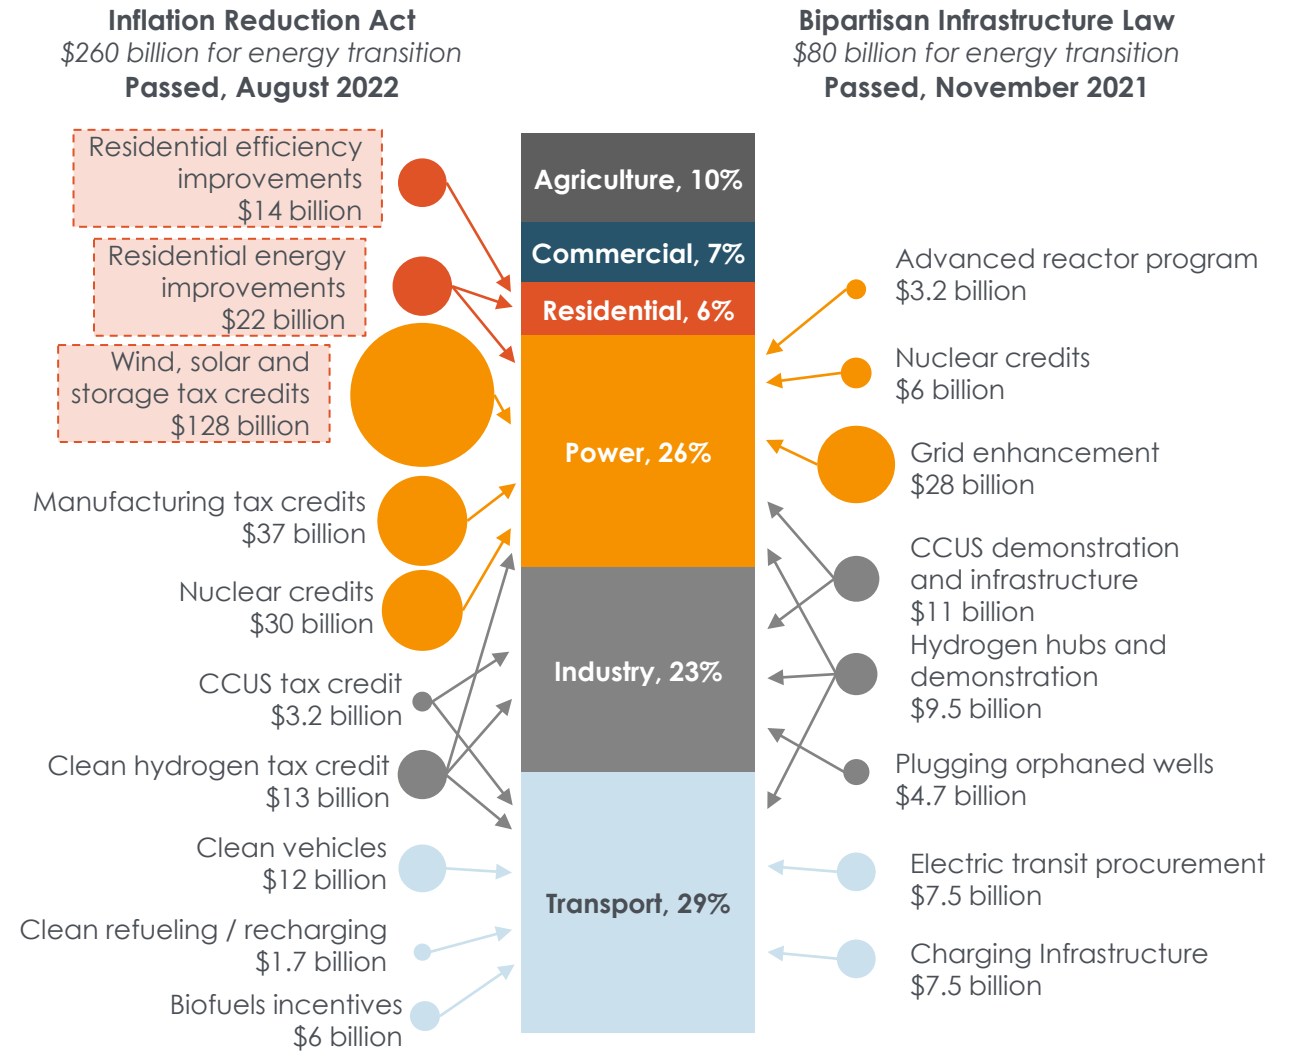 Inflation Reduction Act
$260 billion for energy transition
Passed, August 2022
Bipartisan Infrastructure Law
$80 billion for energy transition
Passed, November 2021
Residential efficiency
improvements
$14 billion
Residential energy
improvements
$22 billion
Wind, solar and
storage tax credits
$128 billion
Manufacturing tax credits
$37 billion
Nuclear credits
$30 billion
CCUS tax credit
$3.2 billion
Clean hydrogen tax credit
$13 billion
Clean vehicles
$12 billion
Clean refueling / recharging
$1.7 billion
Biofuels incentives
$6 billion
Agriculture, 10%
Commercial, 7%
Residential, 6%
Power, 26%
Industry, 23%
Transport, 29%
Advanced reactor program
$3.2 billion
Nuclear credits
$6 billion
Grid enhancement
$28 billion
CCUS demonstration
and infrastructure
$11 billion
Hydrogen hubs and
demonstration
$9.5 billion
Plugging orphaned wells
$4.7 billion
Electric transit procurement
$7.5 billion
Charging Infrastructure
$7.5 billion